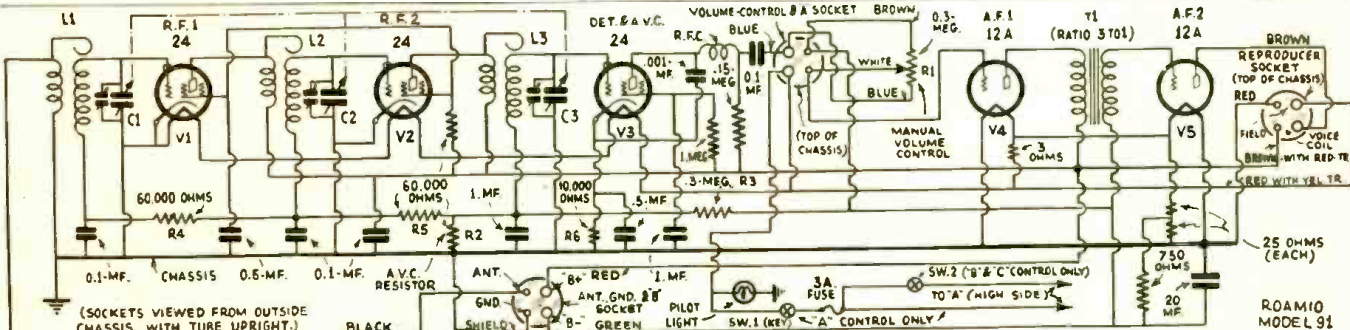 L1
R.F.1
24
L2
R.F.2
24
L3
DET. & A.V.C.
24
VOLUME-CONTROL & A SOCKET
BROWN
R.F.C.
BLUE
.001-
MF.
.15-
MEG
0.1
MF
WHITE
BLUE
0.3-
MEG.
R1
A.F.1
12A
T1
(RATIO 3 TO 1)
A.F.2
12A
BROWN
REPRODUCER
SOCKET
(TOP OF CHASSIS)
RED
FIELD
VOICE
COIL
BROWN-WITH RED TR.
RED WITH YEL TR.
C1
V1
C2
V2
C3
V3
1.MEG
(TOP OF
CHASSIS)
MANUAL
VOLUME
CONTROL
V4
3
OHMS
V5
60,000 OHMS
R4
60,000
OHMS
R5
R2
1.MF.
10,000
OHMS
R6
.5-MF.
.3-MEG.
R3
0.1-MF.
CHASSIS
0.6-MF.
0.1-MF.
A.V.C.
RESISTOR
1.MF.
25 OHMS
(EACH)
750
OHMS
20
MF.
(SOCKETS VIEWED FROM OUTSIDE
CHASSIS, WITH TUBE UPRIGHT.)
BLACK
ANT.
GND.
SHIELD
"B+"
RED
ANT. GND. & "B"
SOCKET
B-
GREEN
PILOT
LIGHT
SW.1 (KEY)
3A.
FUSE
"A" CONTROL ONLY
SW.2 ("B" & "C" CONTROL ONLY)
TO "A" (HIGH SIDE)
ROAMIO
MODEL 91